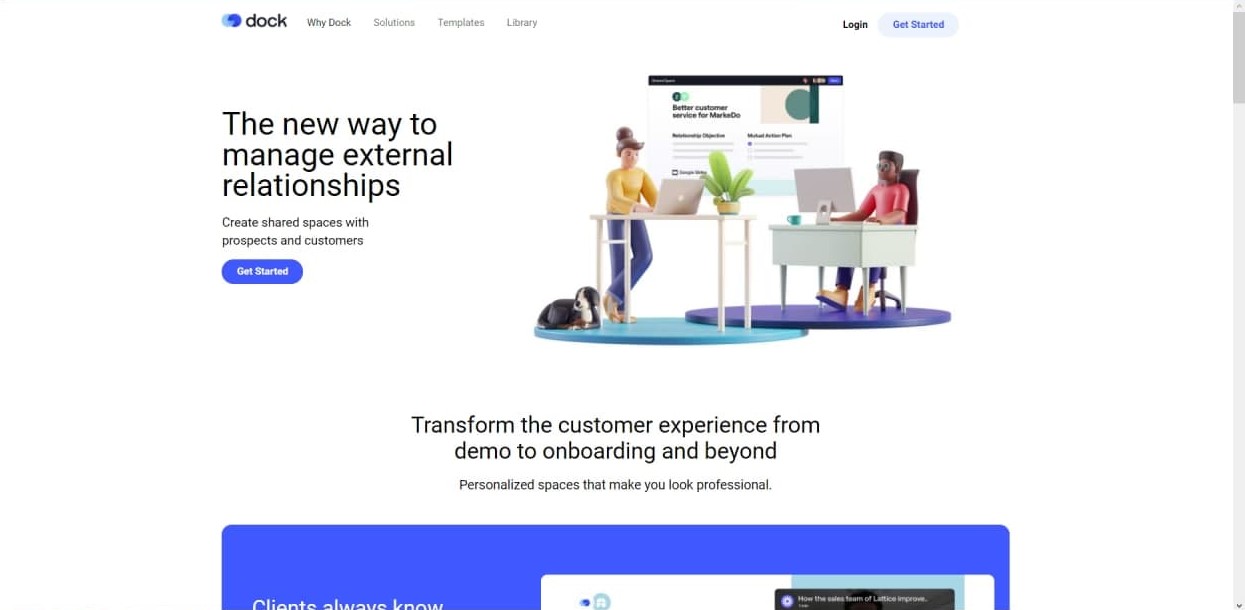 dock
Why Dock
Solutions
Templates
Library
Login
Get Started
Better customer
service for MarkeDo
Relationship Objective
Mutual Action Plan
The new way to
manage external
relationships
Create shared spaces with
prospects and customers
Get Started
Transform the customer experience from
demo to onboarding and beyond
Personalized spaces that make you look professional.
Clients always know
How the sales team of Lattice improve..